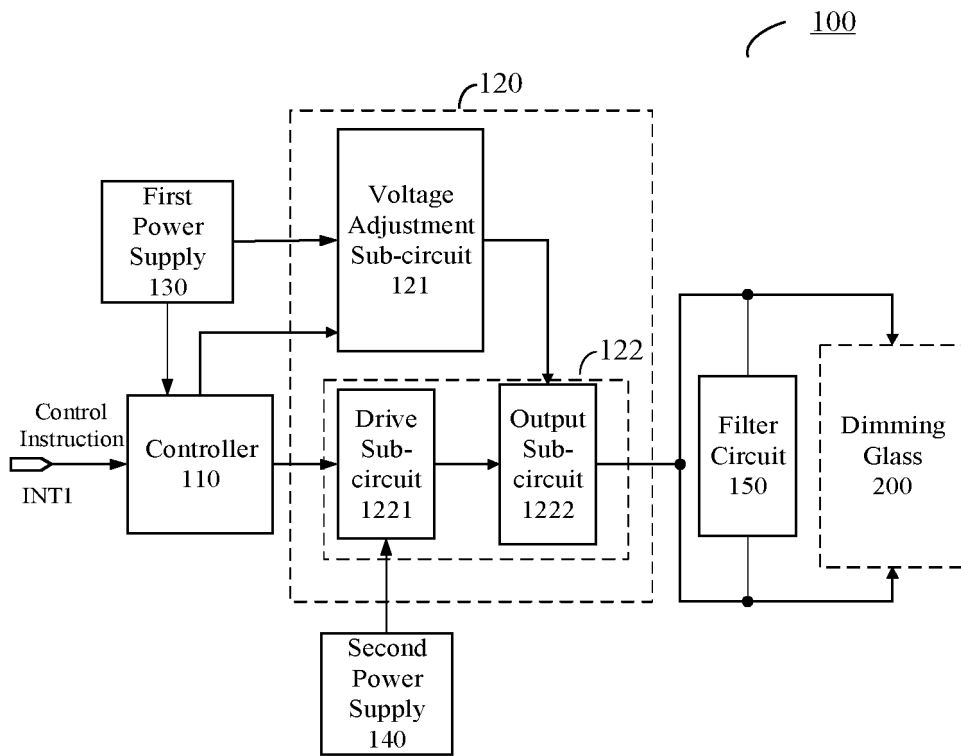 100
120
First
Power
Supply
130
Voltage
Adjustment
Sub-circuit
121
122
Control
Instruction
INT1
Controller
110
Drive
Sub-
circuit
1221
Output
Sub-
circuit
1222
Filter
Circuit
150
Dimming
Glass
200
Second
Power
Supply
140